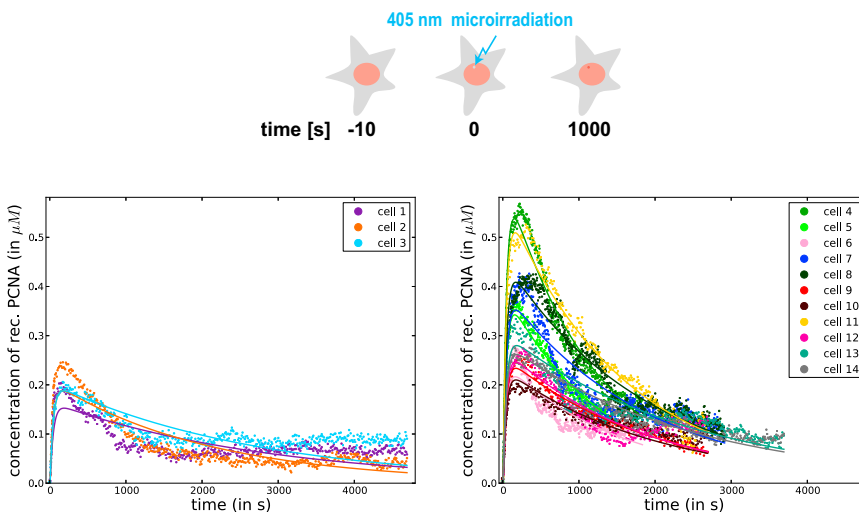 405 nm microirradiation
time [s] -10 0 1000
concentration of rec. PCNA (in μM)
0.5
0.4
0.3
0.2
0.1
0.0
0 1000 2000 3000 4000
time (in s)
cell 1
cell 2
cell 3
concentration of rec. PCNA (in μM)
0.5
0.4
0.3
0.2
0.1
0.0
0 1000 2000 3000 4000
time (in s)
cell 4
cell 5
cell 6
cell 7
cell 8
cell 9
cell 10
cell 11
cell 12
cell 13
cell 14